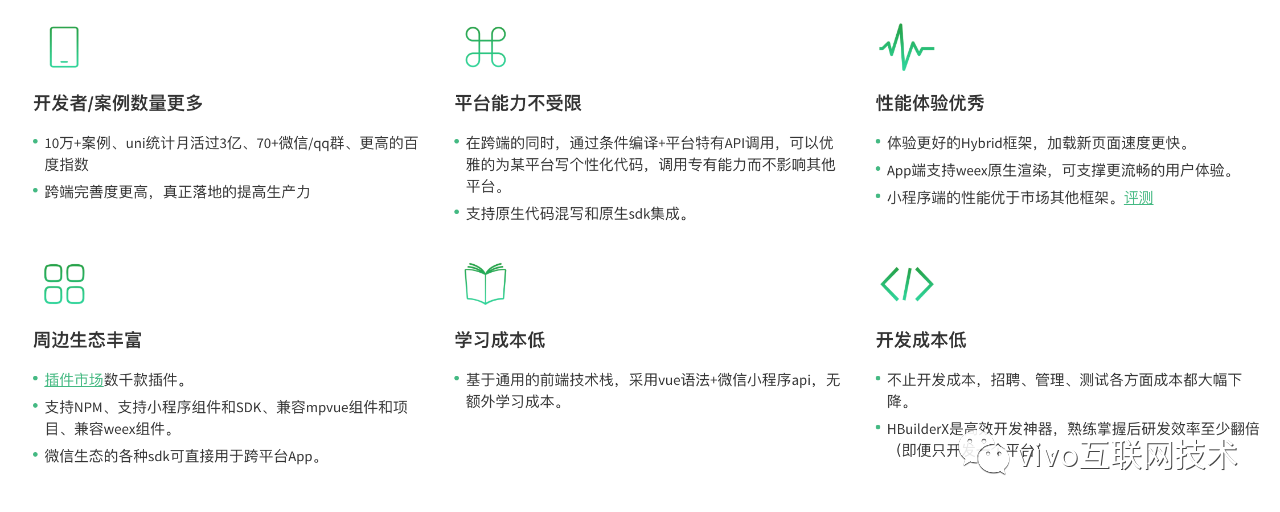 开发者/案例数量更多
10万+案例、uni统计月活过3亿、70+微信/qq群、更高的百
度指数
跨端完善度更高，真正落地的提高生产力
平台能力不受限
在跨端的同时，通过条件编译+平台特有API调用，可以优
雅的为某平台写个性化代码，调用专有能力而不影响其他
平台。
支持原生代码混写和原生sdk集成。
性能体验优秀
体验更好的Hybrid框架，加载新页面速度更快。
App端支持weex原生渲染，可支撑更流畅的用户体验。
小程序端的性能优于市场其他框架。评测
周边生态丰富
插件市场数千款插件。
支持NPM、支持小程序组件和SDK、兼容mpvue组件和项
目、兼容weex组件。
微信生态的各种sdk可直接用于跨平台App。
学习成本低
基于通用的前端技术栈，采用vue语法+微信小程序api，无
额外学习成本。
开发成本低
不止开发成本，招聘、管理、测试各方面成本都大幅下
降。
HBuilderX是高效开发神器，熟练掌握后研发效率至少翻倍
（即便只开发 平台
vivo互联网技术